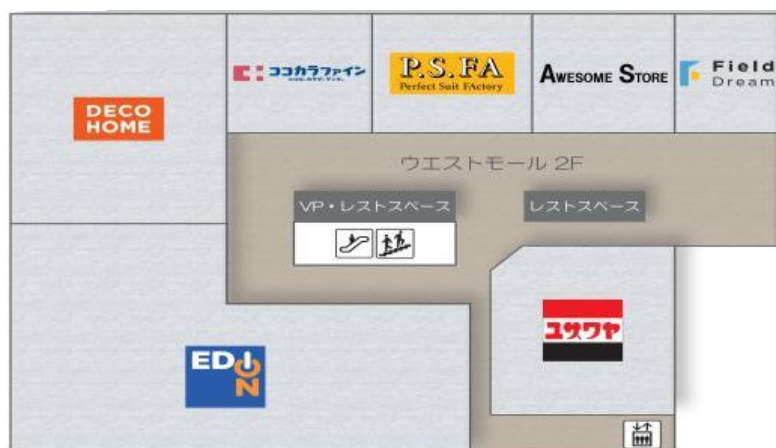 ココカラファイン
P.S.FA
Perfect Suit FActory
AWESOME STORE
Field
Dream
DECO
HOME
ウエストモール 2F
VP・レストスペース
レストスペース
ユザワヤ
EDION